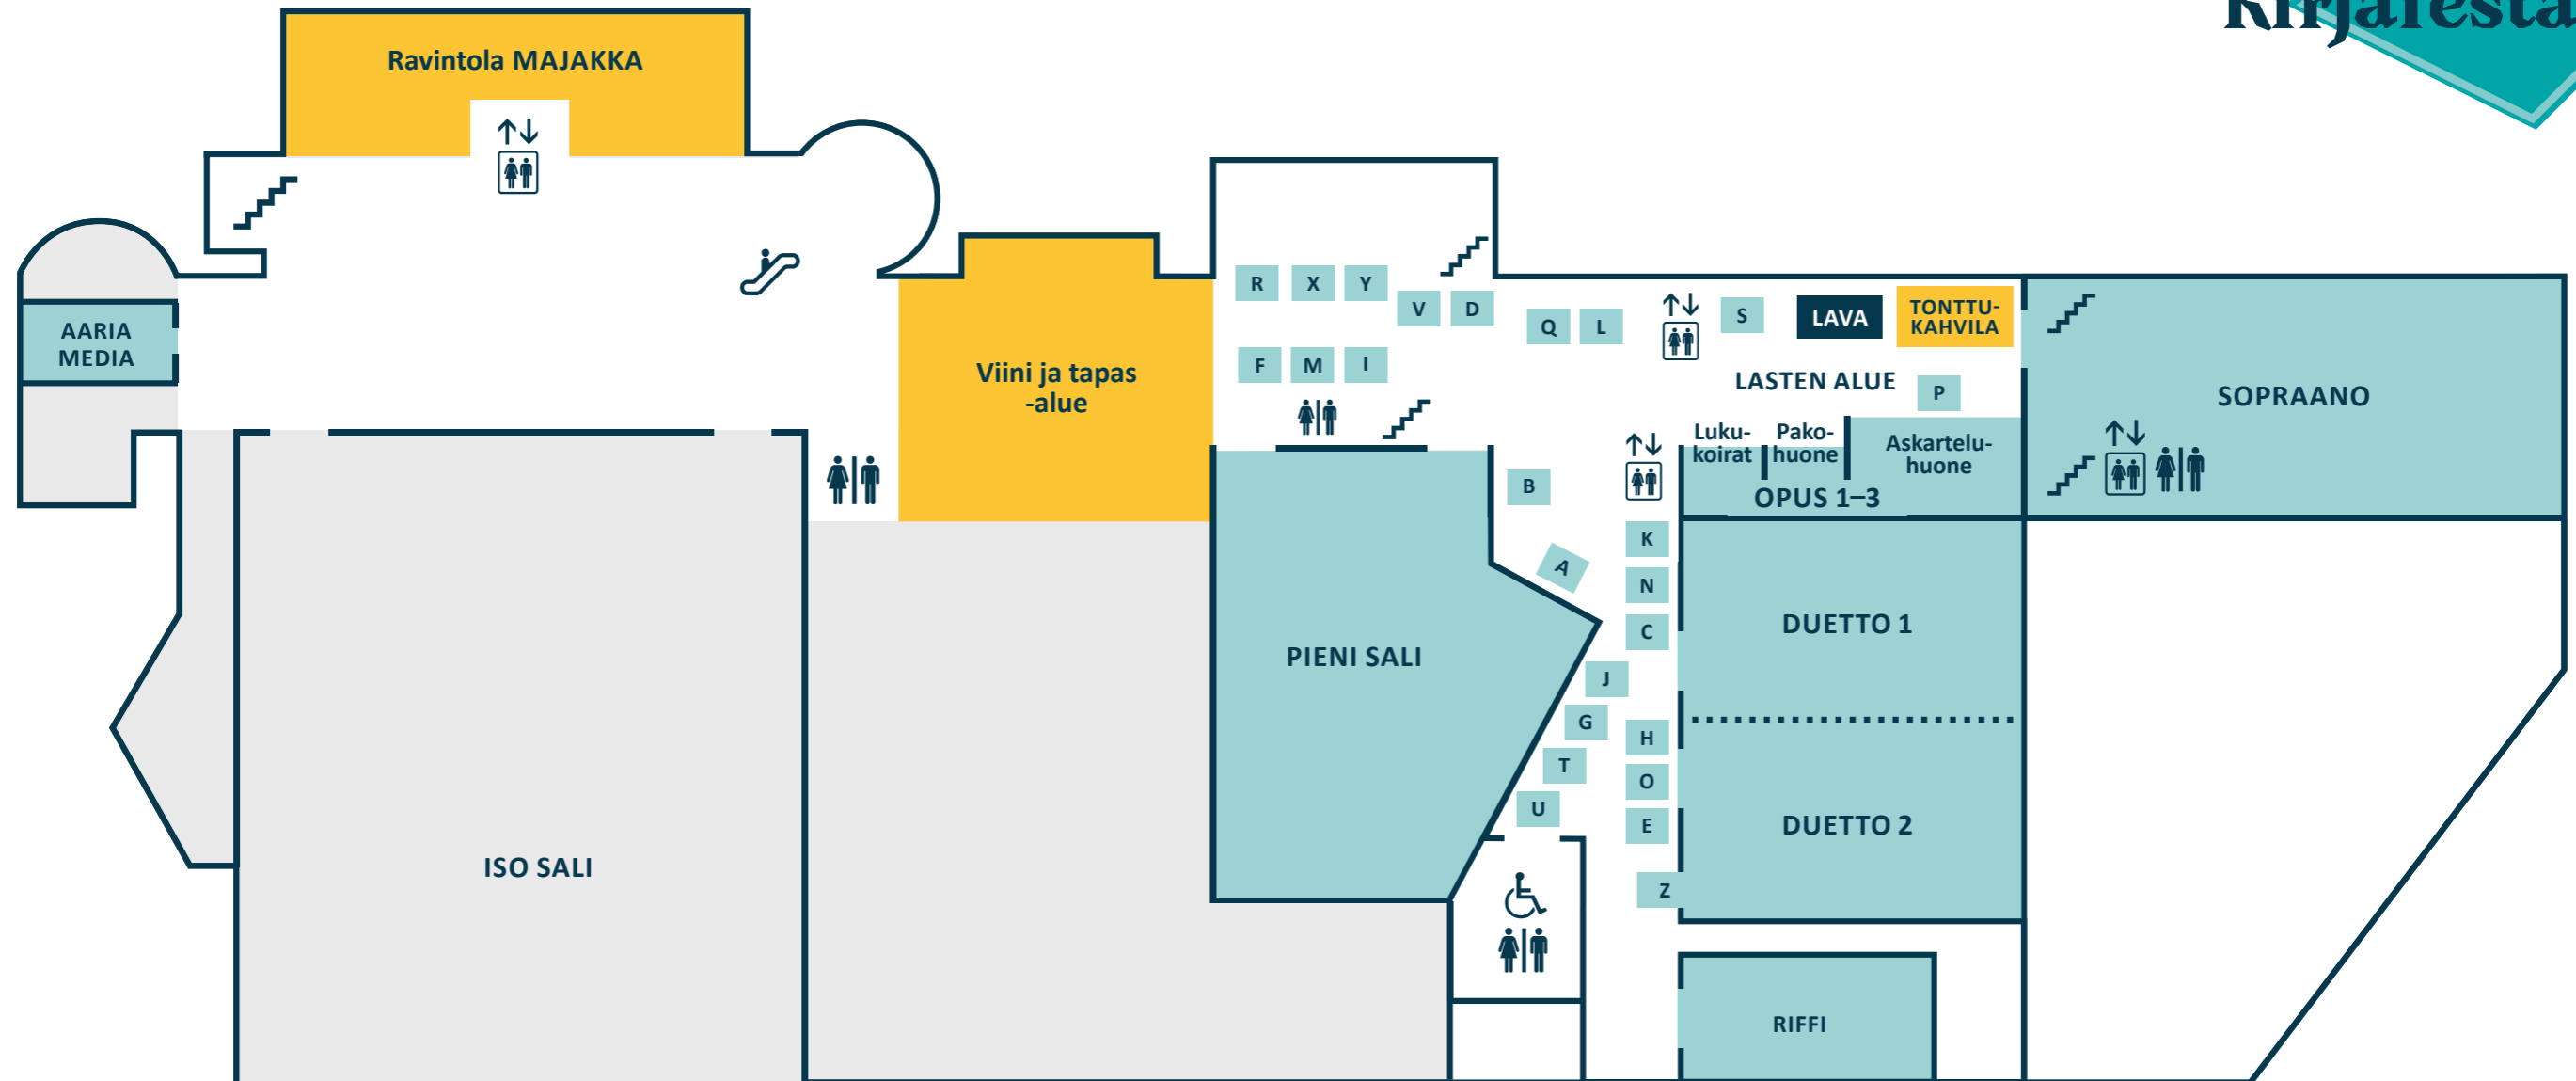 Kirjafesta
Ravintola MAJAKKA
AARIA
MEDIA
Viini ja tapas
-alue
R
X
Y
V
D
Q
L
S
LAVA
TONTTU-
KAHVILA
F
M
I
LASTEN ALUE
P
SOPRAANO
Luku-
koirat
Pako-
huone
Askartelu-
huone
OPUS 1–3
B
K
A
N
C
DUETTO 1
PIENI SALI
J
G
H
T
O
U
E
DUETTO 2
ISO SALI
Z
RIFFI